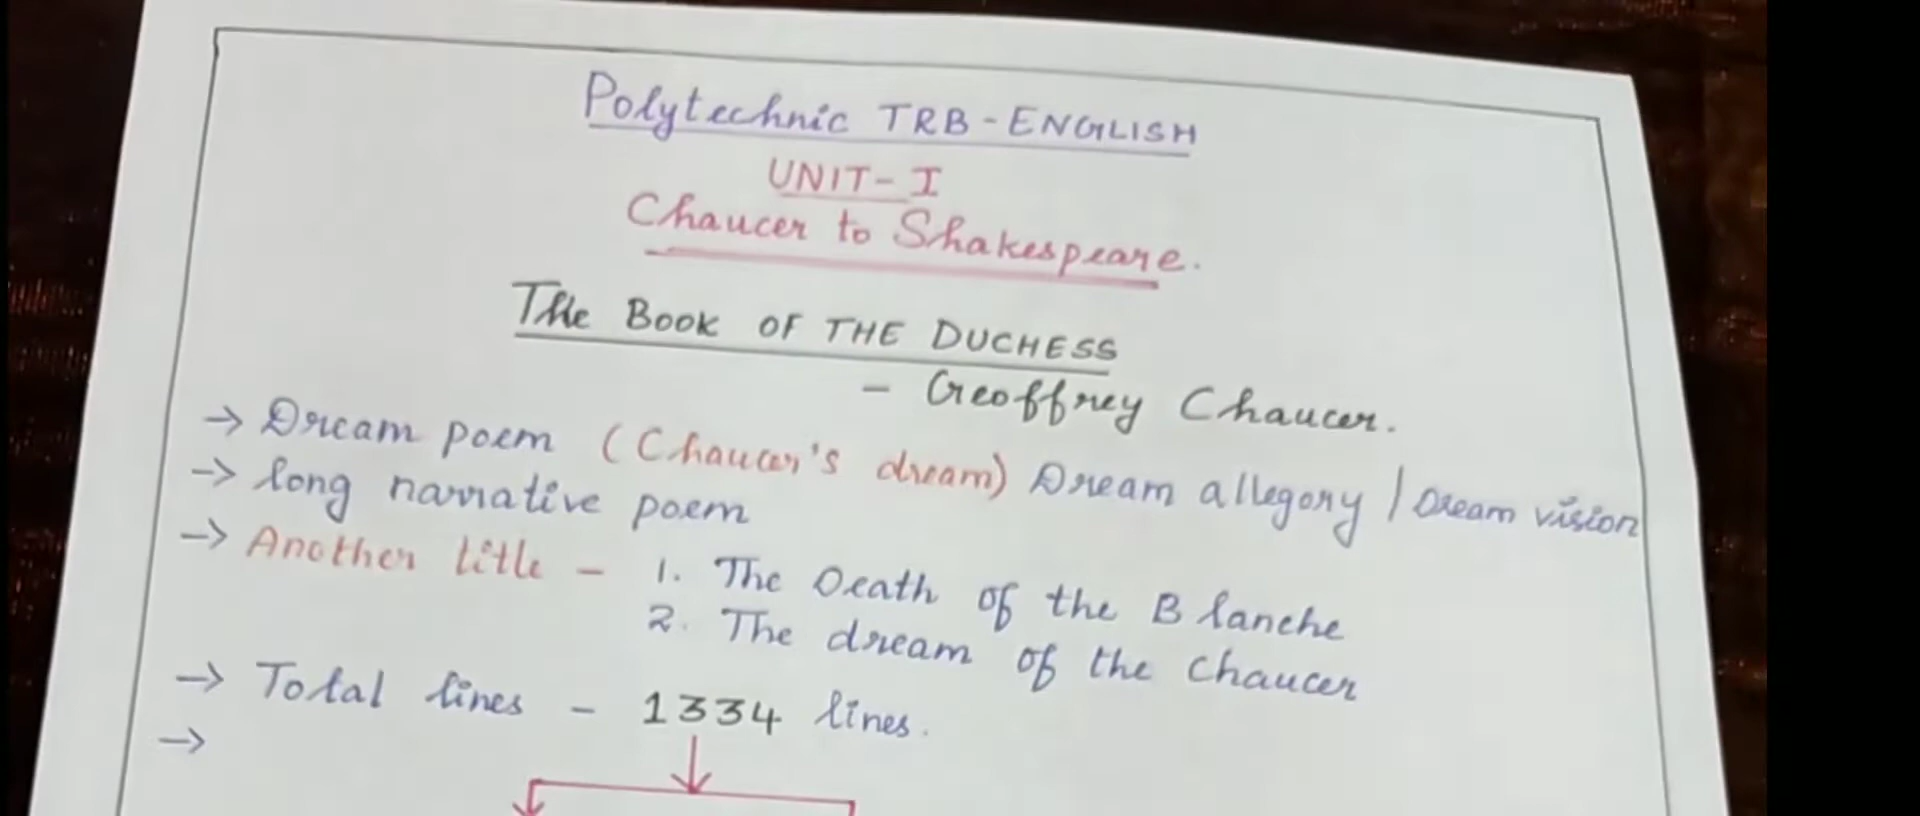 Polytechnic TRB - ENGLISH
UNIT - I
Chaucer to Shakespeare.
The BOOK OF THE DUCHESS
- Geoffrey Chaucer.
→ Dream poem (Chaucer's dream) Dream allegory / Dream vision
→ long narrative poem
→ Another title - 1. The Death of the Blanche
2. The dream of the Chaucer
→ Total lines - 1334 lines.
→